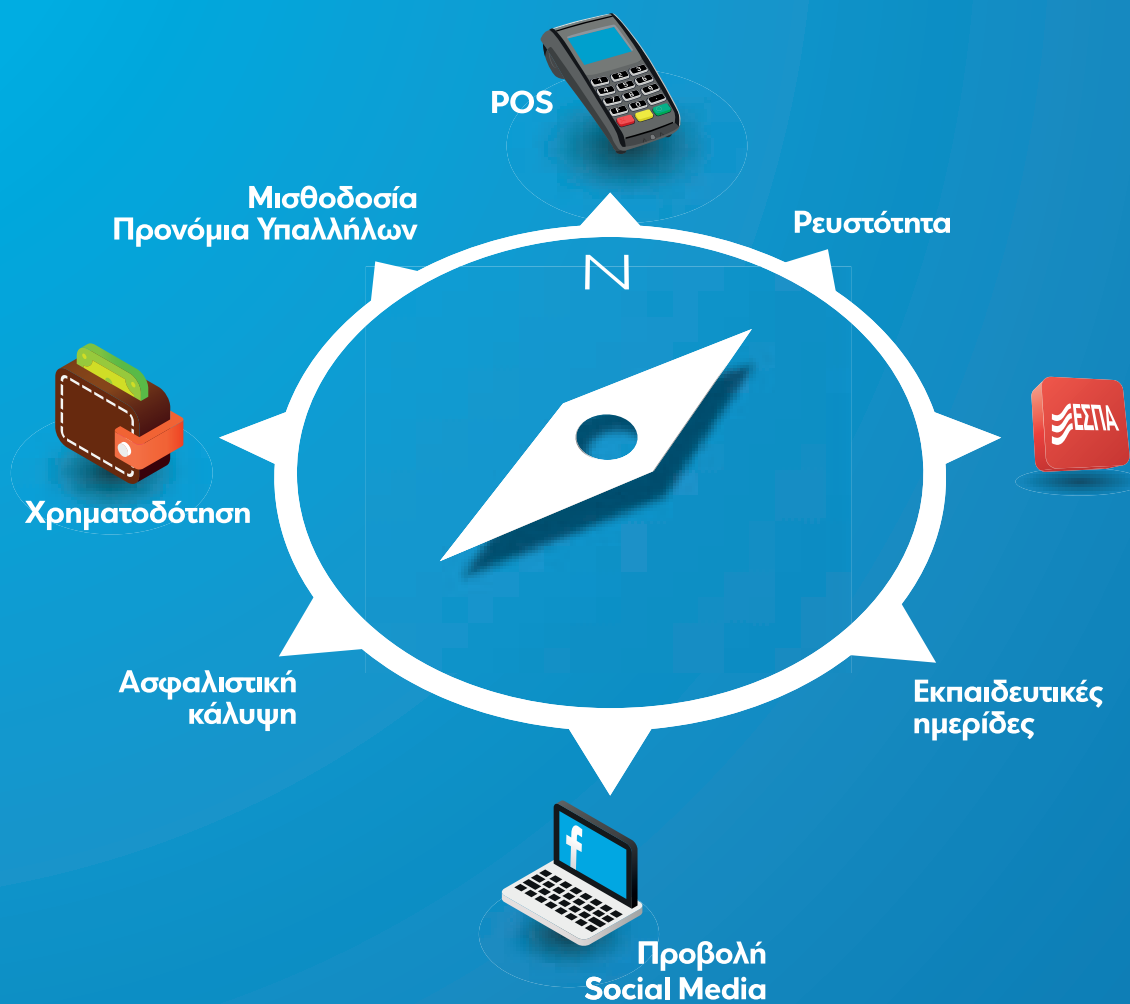 POS
Μισθοδοσία
Προνόμια Υπαλλήλων
Ρευστότητα
N
ΕΣΠΑ
Χρηματοδότηση
Ασφαλιστική
κάλυψη
Εκπαιδευτικές
ημερίδες
f
Προβολή
Social Media